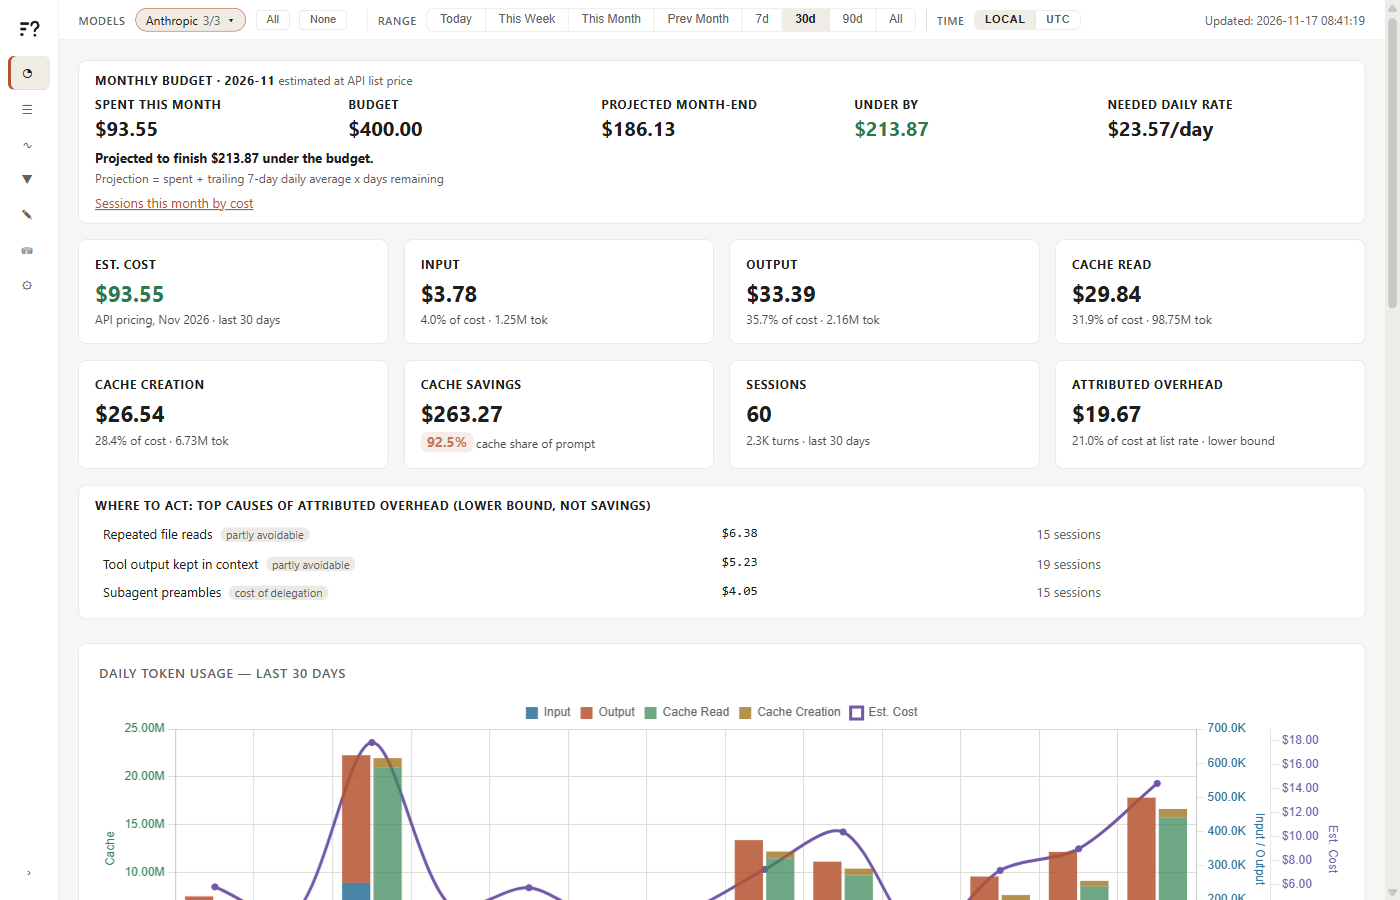 MODELS Anthropic 3/3 ▾ All None RANGE Today This Week This Month Prev Month 7d 30d 90d All TIME LOCAL UTC Updated: 2026-11-17 08:41:19
F?
MONTHLY BUDGET · 2026-11 estimated at API list price
SPENT THIS MONTH BUDGET PROJECTED MONTH-END UNDER BY NEEDED DAILY RATE
$93.55 $400.00 $186.13 $213.87 $23.57/day
Projected to finish $213.87 under the budget.
Projection = spent + trailing 7-day daily average x days remaining
Sessions this month by cost
EST. COST INPUT OUTPUT CACHE READ
$93.55 $3.78 $33.39 $29.84
API pricing, Nov 2026 · last 30 days 4.0% of cost · 1.25M tok 35.7% of cost · 2.16M tok 31.9% of cost · 98.75M tok
CACHE CREATION CACHE SAVINGS SESSIONS ATTRIBUTED OVERHEAD
$26.54 $263.27 60 $19.67
28.4% of cost · 6.73M tok 92.5% cache share of prompt 2.3K turns · last 30 days 21.0% of cost at list rate · lower bound
WHERE TO ACT: TOP CAUSES OF ATTRIBUTED OVERHEAD (LOWER BOUND, NOT SAVINGS)
Repeated file reads partly avoidable $6.38 15 sessions
Tool output kept in context partly avoidable $5.23 19 sessions
Subagent preambles cost of delegation $4.05 15 sessions
DAILY TOKEN USAGE — LAST 30 DAYS
Input Output Cache Read Cache Creation Est. Cost
25.00M 700.0K
$18.00
20.00M 600.0K $16.00
500.0K $14.00
15.00M 400.0K $12.00
$10.00
10.00M 300.0K $8.00
200.0K $6.00
Cache
Input / Output
Est. Cost